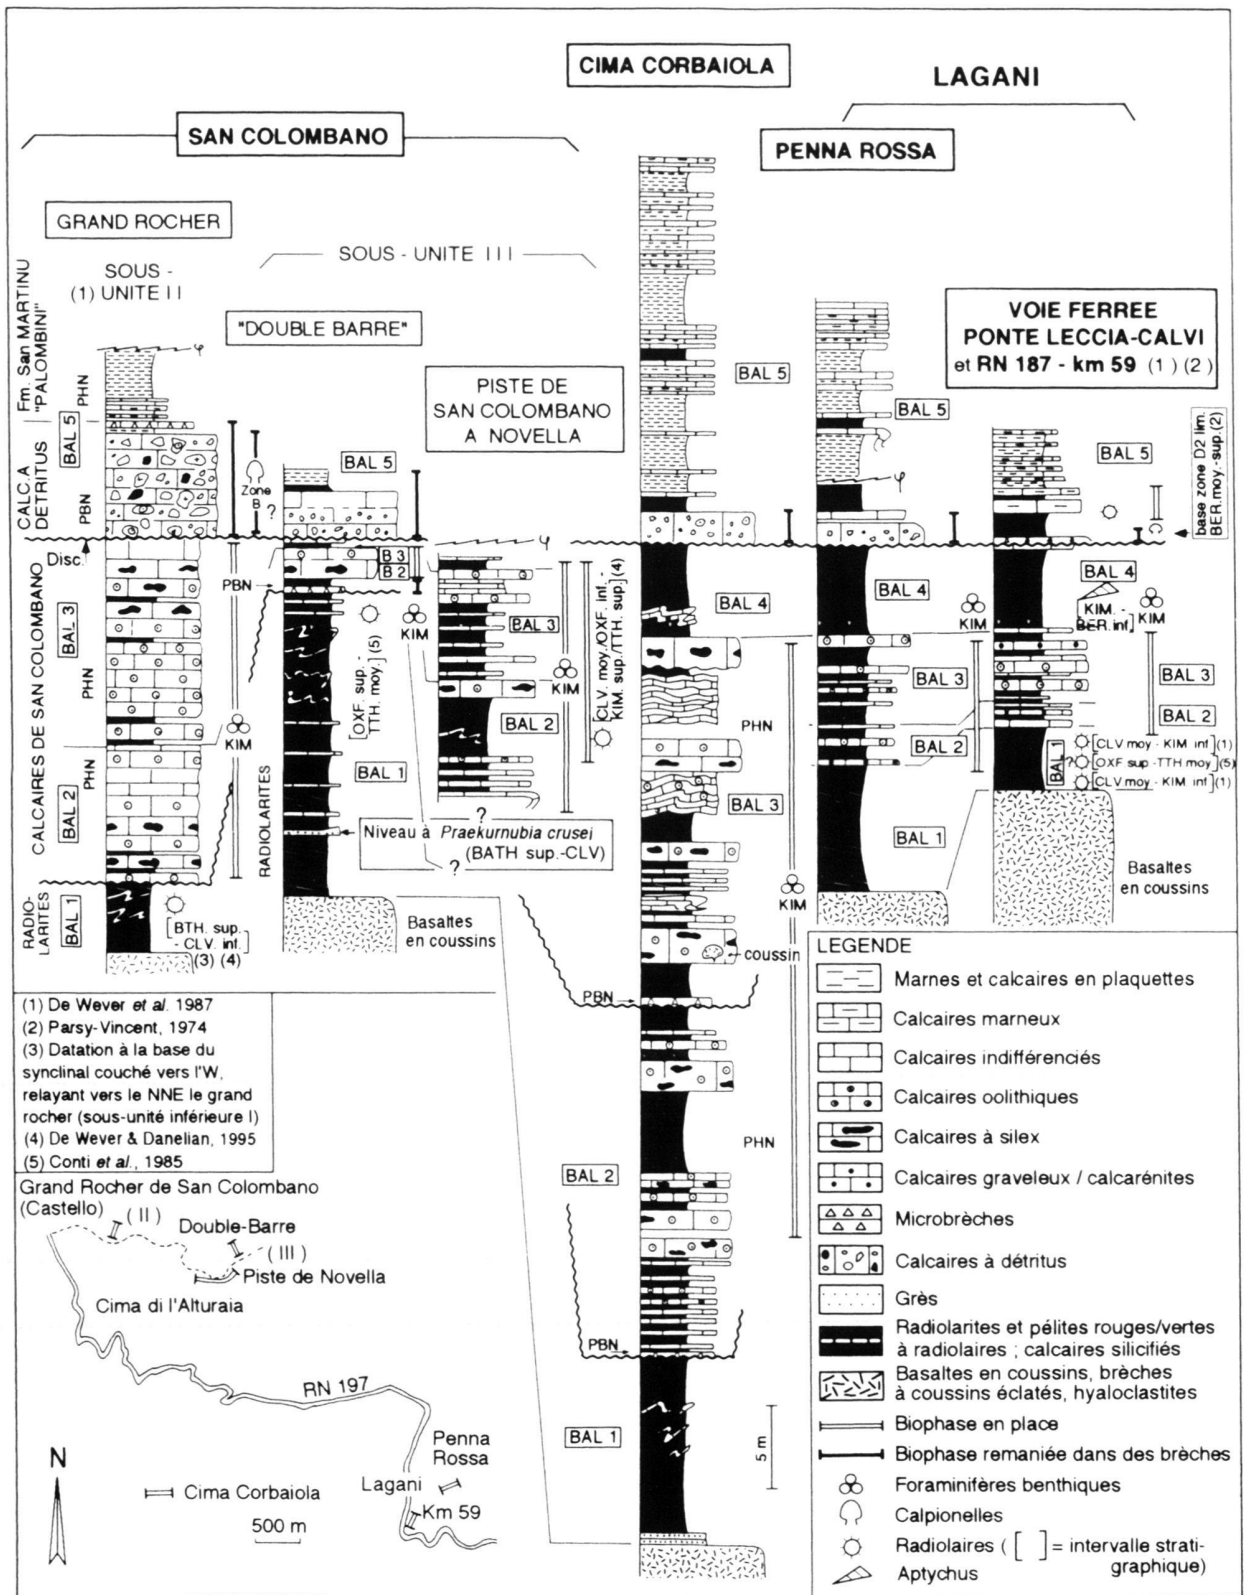 CIMA CORBAIOLA
LAGANI
SAN COLOMBANO
PENNA ROSSA
GRAND ROCHER
SOUS - UNITE III
SOUS -
(1) UNITE II
"DOUBLE BARRE"
VOIE FERREE
PONTE LECCIA-CALVI
et RN 187 - km 59 (1) (2)
PISTE DE
SAN COLOMBANO
A NOVELLA
Fm. San MARTINU
"PALOMBINI"
PHN
BAL 5
CALC. A
DETRITUS
PBN
Zone
B
?
BAL 5
BAL 5
BAL 5
BAL 5
base zone D2 lim.
BER.moy.-sup.(2)
Disc.
CALCAIRES DE SAN COLOMBANO
BAL 3
PHN
KIM
PHN
BAL 2
RADIO-
LARITES
BAL 1
[BTH. sup.
- CLV. inf.]
(3) (4)
PBN
B 3
B 2
KIM
[OXF. sup. -
TTH. moy.] (5)
RADIOLARITES
BAL 1
Niveau à Praekurnubia crusei
(BATH sup.-CLV)
?
?
Basaltes
en coussins
BAL 3
BAL 2
KIM
[CLV. moy./OXF. inf. -
KIM. sup./TTH. sup.] (4)
BAL 4
PHN
BAL 3
KIM
coussin
PBN
PHN
BAL 2
PBN
BAL 1
5 m
BAL 4
KIM
BAL 3
BAL 2
BAL 1
BAL 4
[KIM. -
BER. inf]
KIM
BAL 3
BAL 2
BAL 1
[CLV moy - KIM inf] (1)
? [OXF sup -TTH moy] (5)
[CLV moy - KIM inf] (1)
Basaltes
en coussins
(1) De Wever et al. 1987
(2) Parsy-Vincent, 1974
(3) Datation à la base du
synclinal couché vers l'W,
relayant vers le NNE le grand
rocher (sous-unité inférieure I)
(4) De Wever & Danelian, 1995
(5) Conti et al., 1985
Grand Rocher de San Colombano
(Castello)
( II )
Double-Barre
( III )
Piste de Novella
Cima di l'Alturaia
RN 197
N
Penna
Rossa
Lagani
Cima Corbaiola
Km 59
500 m
LEGENDE
Marnes et calcaires en plaquettes
Calcaires marneux
Calcaires indifférenciés
Calcaires oolithiques
Calcaires à silex
Calcaires graveleux / calcarénites
Microbrèches
Calcaires à détritus
Grès
Radiolarites et pélites rouges/vertes
à radiolaires ; calcaires silicifiés
Basaltes en coussins, brèches
à coussins éclatés, hyaloclastites
Biophase en place
Biophase remaniée dans des brèches
Foraminifères benthiques
Calpionelles
Radiolaires ( [ ] = intervalle strati-
graphique)
Aptychus